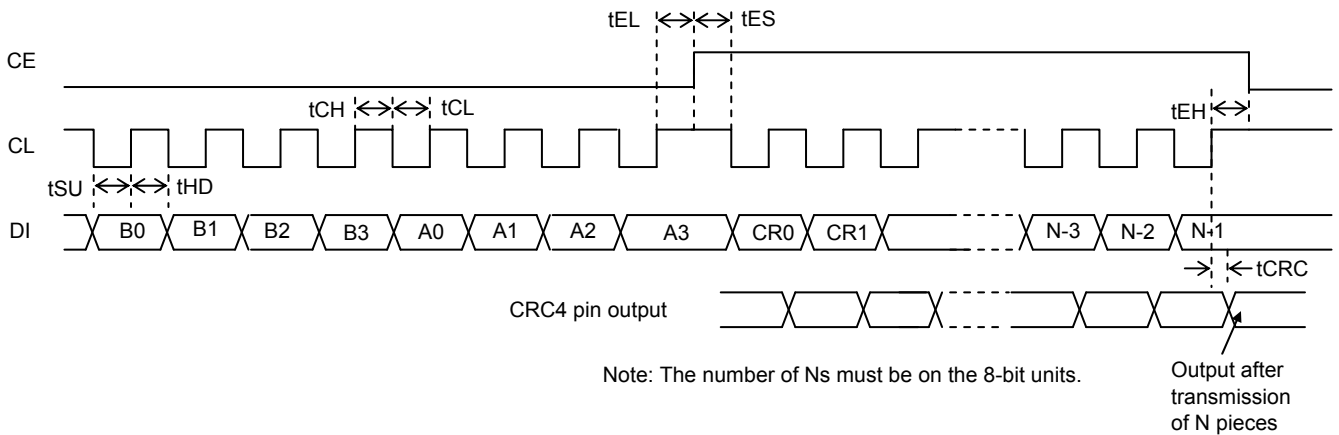 tEL tES
CE
tCH tCL tEH
CL
tSU tHD
DI B0 B1 B2 B3 A0 A1 A2 A3 CR0 CR1 N-3 N-2 N-1
tCRC
CRC4 pin output
Note: The number of Ns must be on the 8-bit units.
Output after
transmission
of N pieces